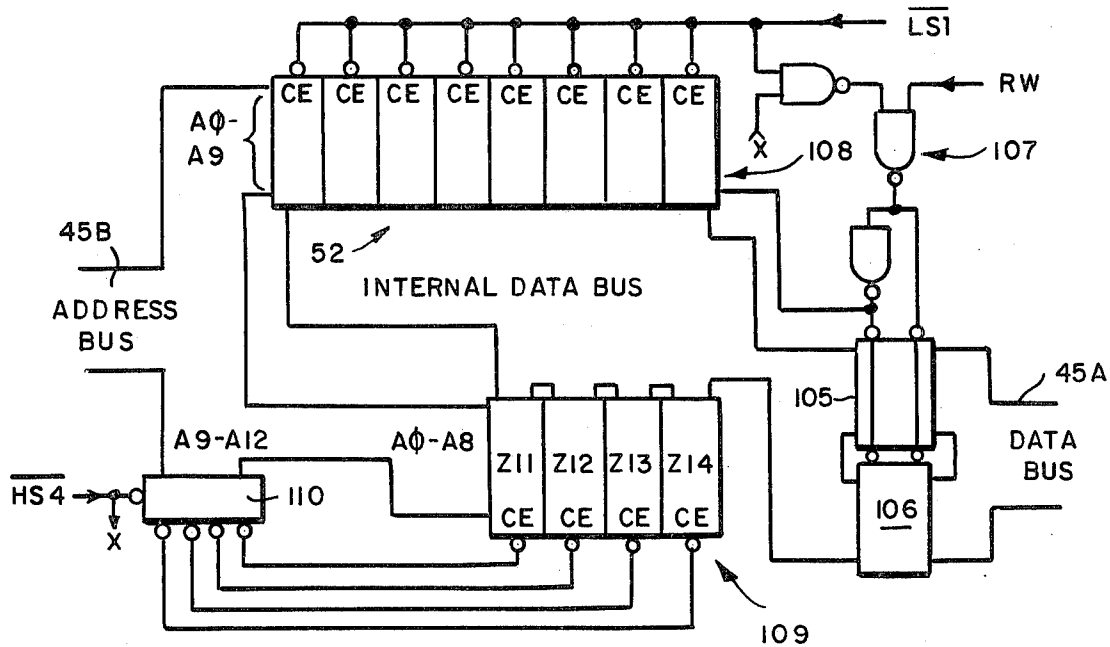 LS1
CE CE CE CE CE CE CE CE
RW
AØ-
A9
X
108
107
45B
52
INTERNAL DATA BUS
ADDRESS
BUS
45A
105
A9-A12
AØ-A8
DATA
BUS
Z11 Z12 Z13 Z14
HS4
110
106
X
CE CE CE CE
109